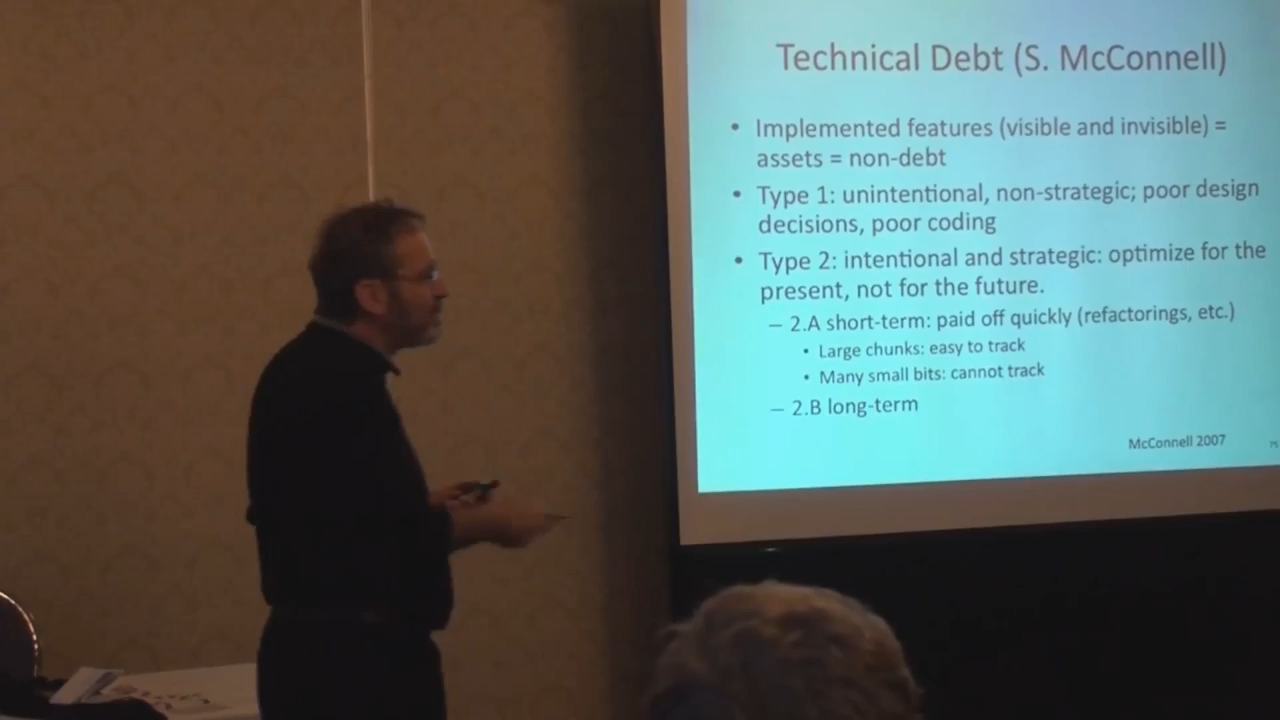 Technical Debt (S. McConnell)
• Implemented features (visible and invisible) =
assets = non-debt
• Type 1: unintentional, non-strategic; poor design
decisions, poor coding
• Type 2: intentional and strategic: optimize for the
present, not for the future.
– 2.A short-term: paid off quickly (refactorings, etc.)
• Large chunks: easy to track
• Many small bits: cannot track
– 2.B long-term
McConnell 2007